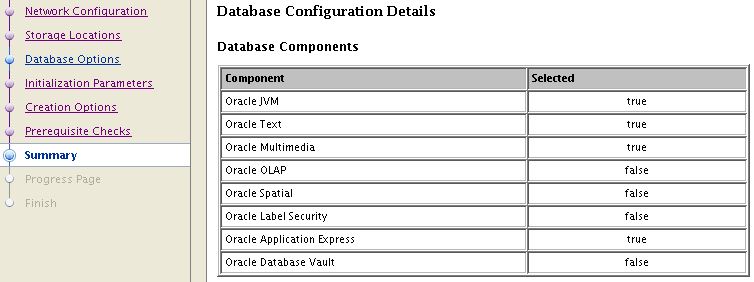 Network Configuration
Storage Locations
Database Options
Initialization Parameters
Creation Options
Prerequisite Checks
Summary
Progress Page
Finish
Database Configuration Details
Database Components
Component Selected
Oracle JVM true
Oracle Text true
Oracle Multimedia true
Oracle OLAP false
Oracle Spatial false
Oracle Label Security false
Oracle Application Express true
Oracle Database Vault false